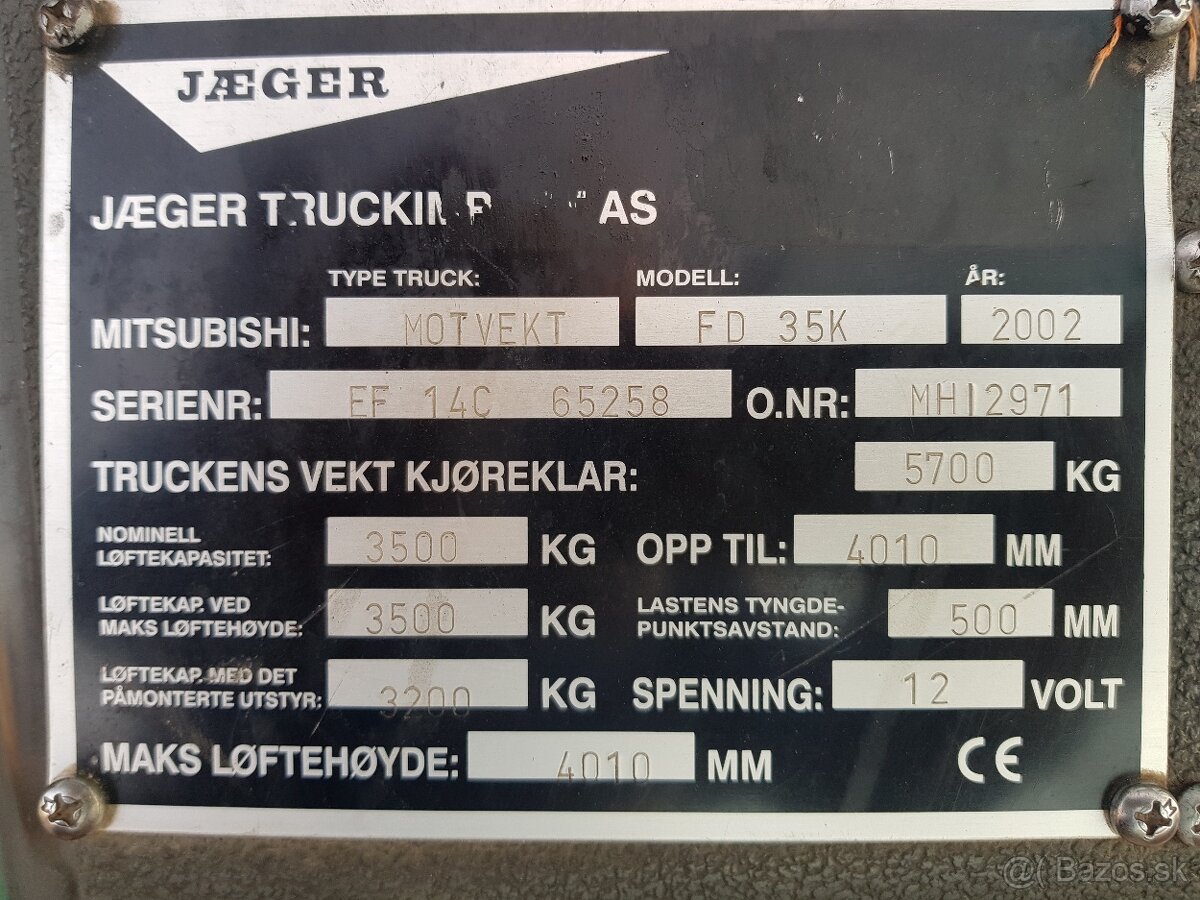 JÆGER
JÆGER AS
TYPE TRUCK: MODELL: ÅR:
MITSUBISHI: MOTVEKT FD 35K 2002
SERIENR: EF 14C 65258 O.NR: MHI2971
TRUCKENS VEKT KJØREKLAR: 5700 KG
NOMINELL
LØFTEKAPASITET: 3500 KG OPP TIL: 4010 MM
LØFTEKAP. VED
MAKS LØFTEHØYDE: 3500 KG
LASTENS TYNGDE-
PUNKTSAVSTAND: 500 MM
LØFTEKAP. MED DET
PÅMONTERTE UTSTYR: 3200 KG SPENNING: 12 VOLT
MAKS LØFTEHØYDE: 4010 MM CE
Bazos.sk